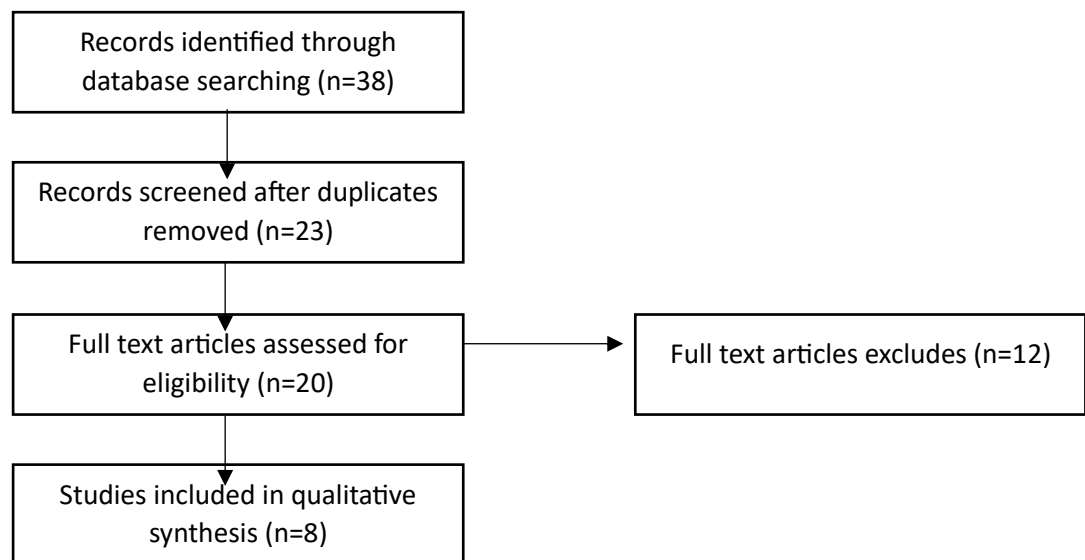 Records identified through
database searching (n=38)
Records screened after duplicates
removed (n=23)
Full text articles assessed for
eligibility (n=20)
Full text articles excludes (n=12)
Studies included in qualitative
synthesis (n=8)